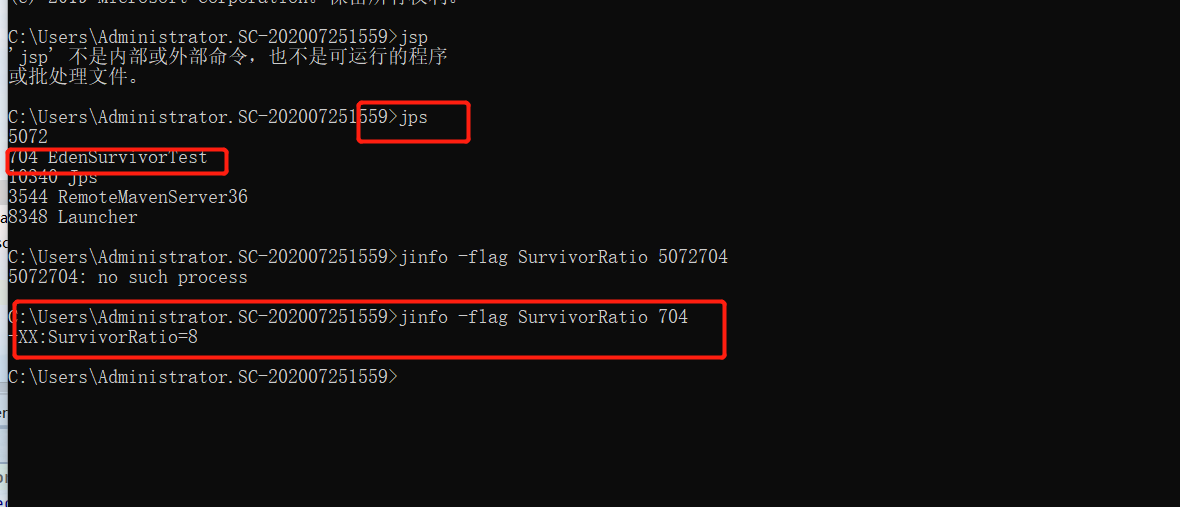 (c) 2019 Microsoft Corporation。保留所有权利。
C:\Users\Administrator.SC-202007251559>jsp
'jsp' 不是内部或外部命令，也不是可运行的程序
或批处理文件。
C:\Users\Administrator.SC-202007251559>jps
5072
704 EdenSurvivorTest
10340 Jps
3544 RemoteMavenServer36
8348 Launcher
C:\Users\Administrator.SC-202007251559>jinfo -flag SurvivorRatio 5072704
5072704: no such process
C:\Users\Administrator.SC-202007251559>jinfo -flag SurvivorRatio 704
-XX:SurvivorRatio=8
C:\Users\Administrator.SC-202007251559>